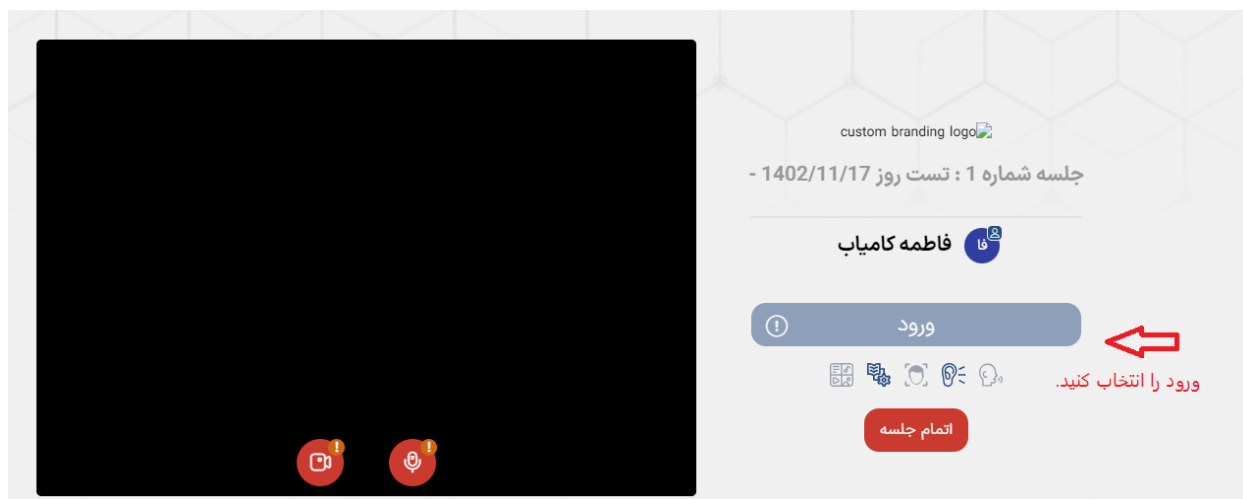 custom branding logo
جلسه شماره 1 : تست روز 1402/11/17 -
فا
فاطمه کامیاب
ورود
ورود را انتخاب کنید.
اتمام جلسه